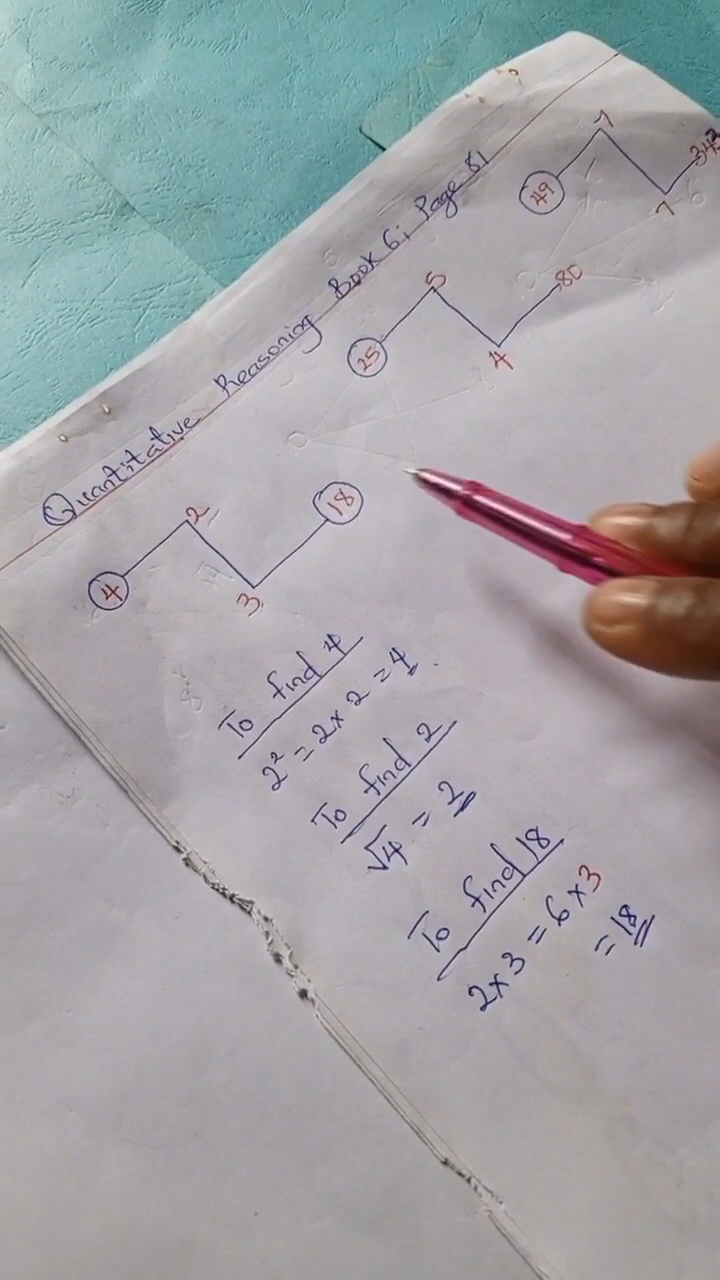 Quantitative Reasoning Book 6; Page 81
4 2 3 18
25 5 4 80
49 7 7 343
To find 4
2² = 2 x 2 = 4
To find 2
√4 = 2
To find 18
2 x 3 = 6 x 3
= 18